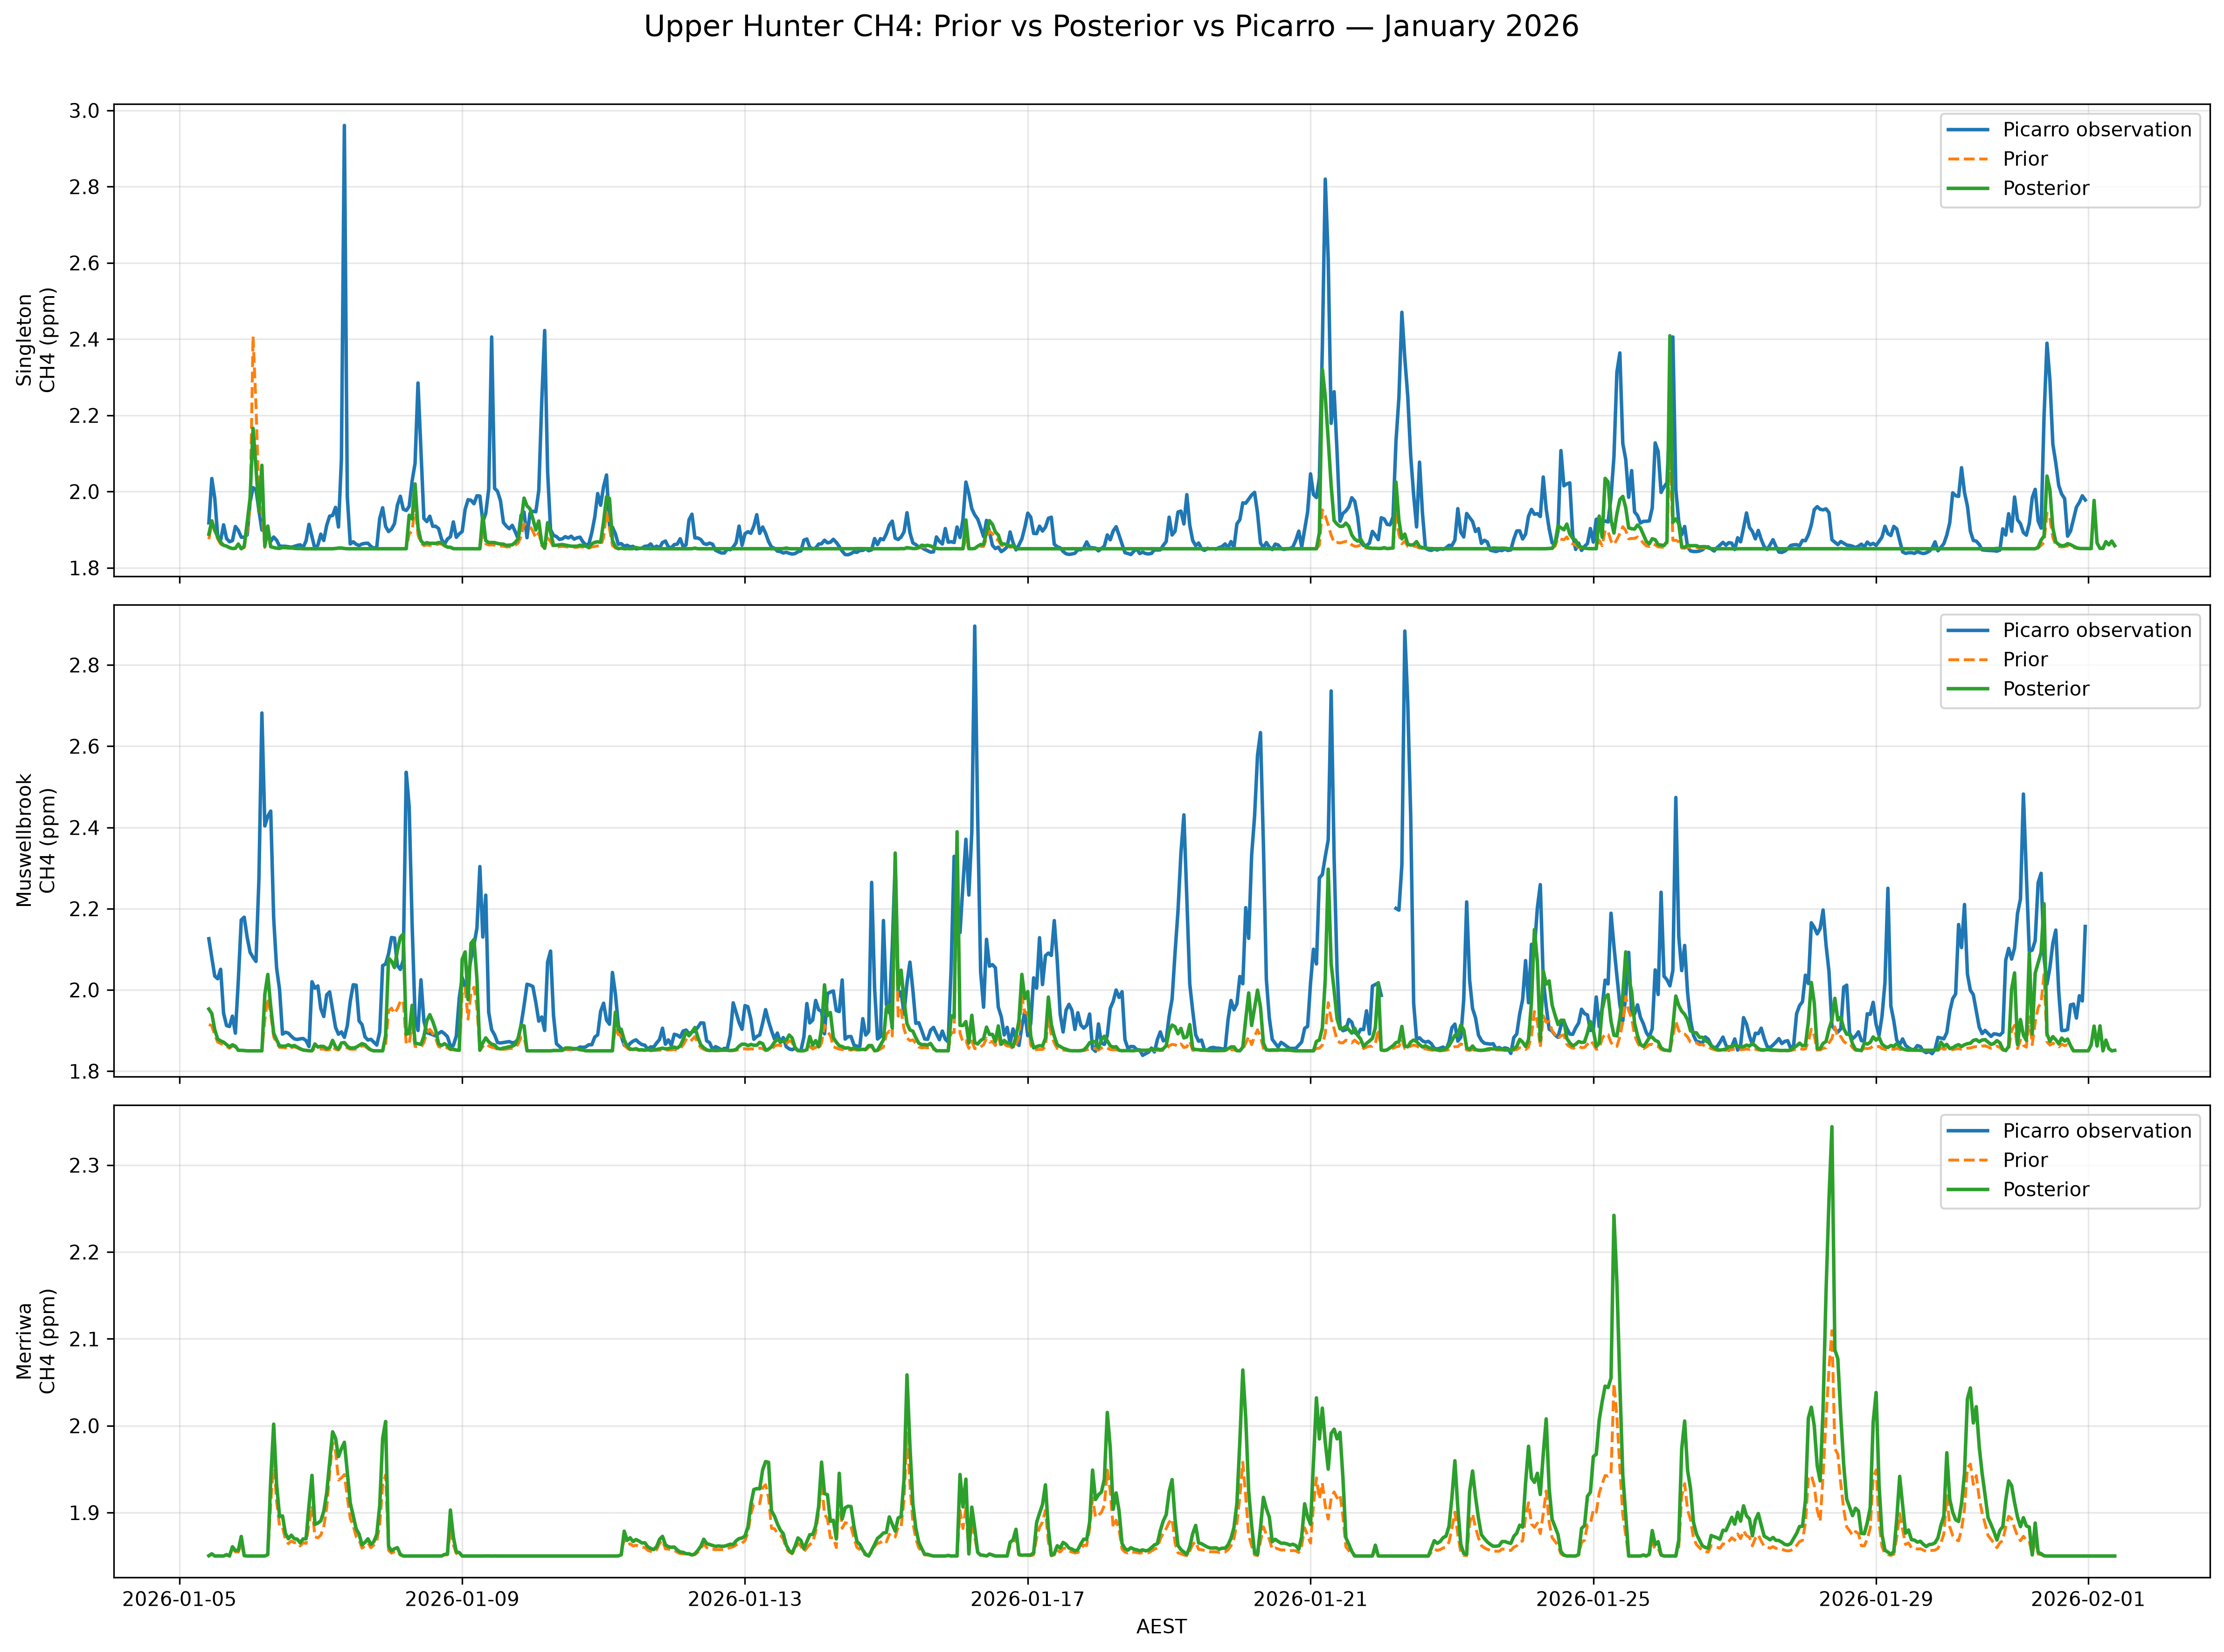 Upper Hunter CH4: Prior vs Posterior vs Picarro — January 2026
3.0
2.8
2.6
2.4
2.2
2.0
1.8
Singleton
CH4 (ppm)
Picarro observation
Prior
Posterior
2.8
2.6
2.4
2.2
2.0
1.8
Muswellbrook
CH4 (ppm)
Picarro observation
Prior
Posterior
2.3
2.2
2.1
2.0
1.9
Merriwa
CH4 (ppm)
Picarro observation
Prior
Posterior
2026-01-05 2026-01-09 2026-01-13 2026-01-17 2026-01-21 2026-01-25 2026-01-29 2026-02-01
AEST